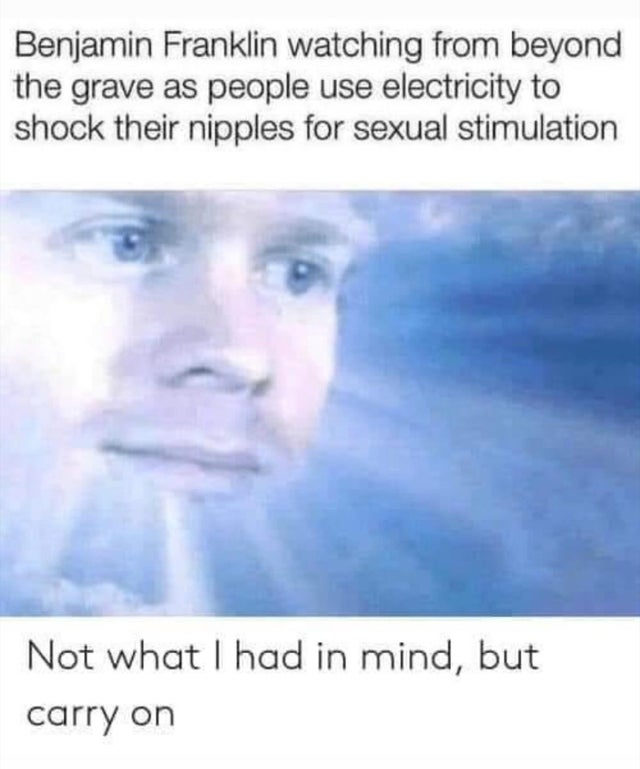 Benjamin Franklin watching from beyond
the grave as people use electricity to
shock their nipples for sexual stimulation
Not what I had in mind, but
carry on